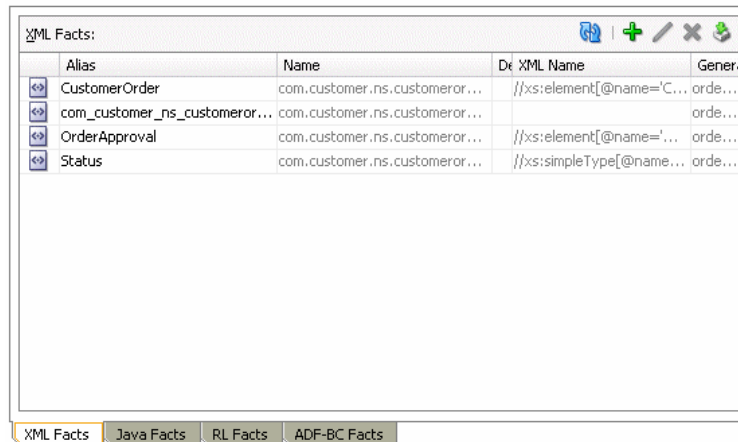 XML Facts:
Alias Name De XML Name Genera
CustomerOrder com.customer.ns.customeror... //xs:element[@name='C... orde...
com_customer_ns_customeror... com.customer.ns.customeror... orde...
OrderApproval com.customer.ns.customeror... //xs:element[@name='... orde...
Status com.customer.ns.customeror... //xs:simpleType[@name... orde...
XML Facts Java Facts RL Facts ADF-BC Facts